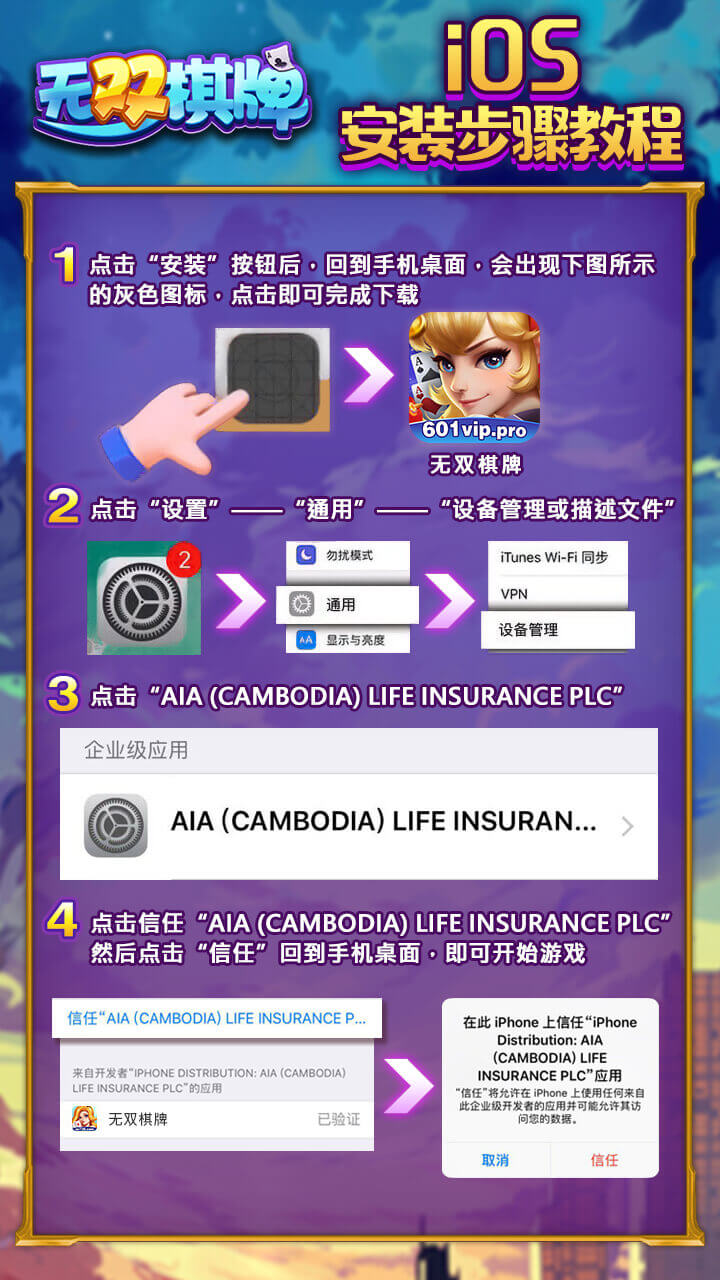 无双棋牌
iOS
安装步骤教程
1 点击“安装”按钮后，回到手机桌面，会出现下图所示
的灰色图标，点击即可完成下载
601vip.pro
无双棋牌
2 点击“设置”——“通用”——“设备管理或描述文件”
2
勿扰模式
通用
AA 显示与亮度
iTunes Wi-Fi 同步
VPN
设备管理
3 点击“AIA (CAMBODIA) LIFE INSURANCE PLC”
企业级应用
AIA (CAMBODIA) LIFE INSURAN...
4 点击信任“AIA (CAMBODIA) LIFE INSURANCE PLC”
然后点击“信任”回到手机桌面，即可开始游戏
信任“AIA (CAMBODIA) LIFE INSURANCE P...
来自开发者“IPHONE DISTRIBUTION: AIA (CAMBODIA)
LIFE INSURANCE PLC”的应用
无双棋牌 已验证
在此 iPhone 上信任“iPhone
Distribution: AIA
(CAMBODIA) LIFE
INSURANCE PLC”应用
“信任”将允许在 iPhone 上使用任何来自
此企业级开发者的应用并可能允许其访
问您的数据。
取消 信任